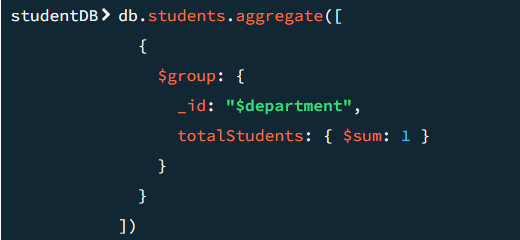 studentDB> db.students.aggregate([
{
$group: {
_id: "$department",
totalStudents: { $sum: 1 }
}
}
])